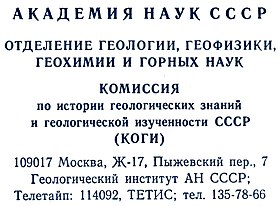 АКАДЕМИЯ НАУК СССР
ОТДЕЛЕНИЕ ГЕОЛОГИИ, ГЕОФИЗИКИ,
ГЕОХИМИИ И ГОРНЫХ НАУК
КОМИССИЯ
по истории геологических знаний
и геологической изученности СССР
(КОГИ)
109017 Москва, Ж-17, Пыжевский пер., 7
Геологический институт АН СССР;
Телетайп: 114092, ТЕТИС; тел. 135-78-66